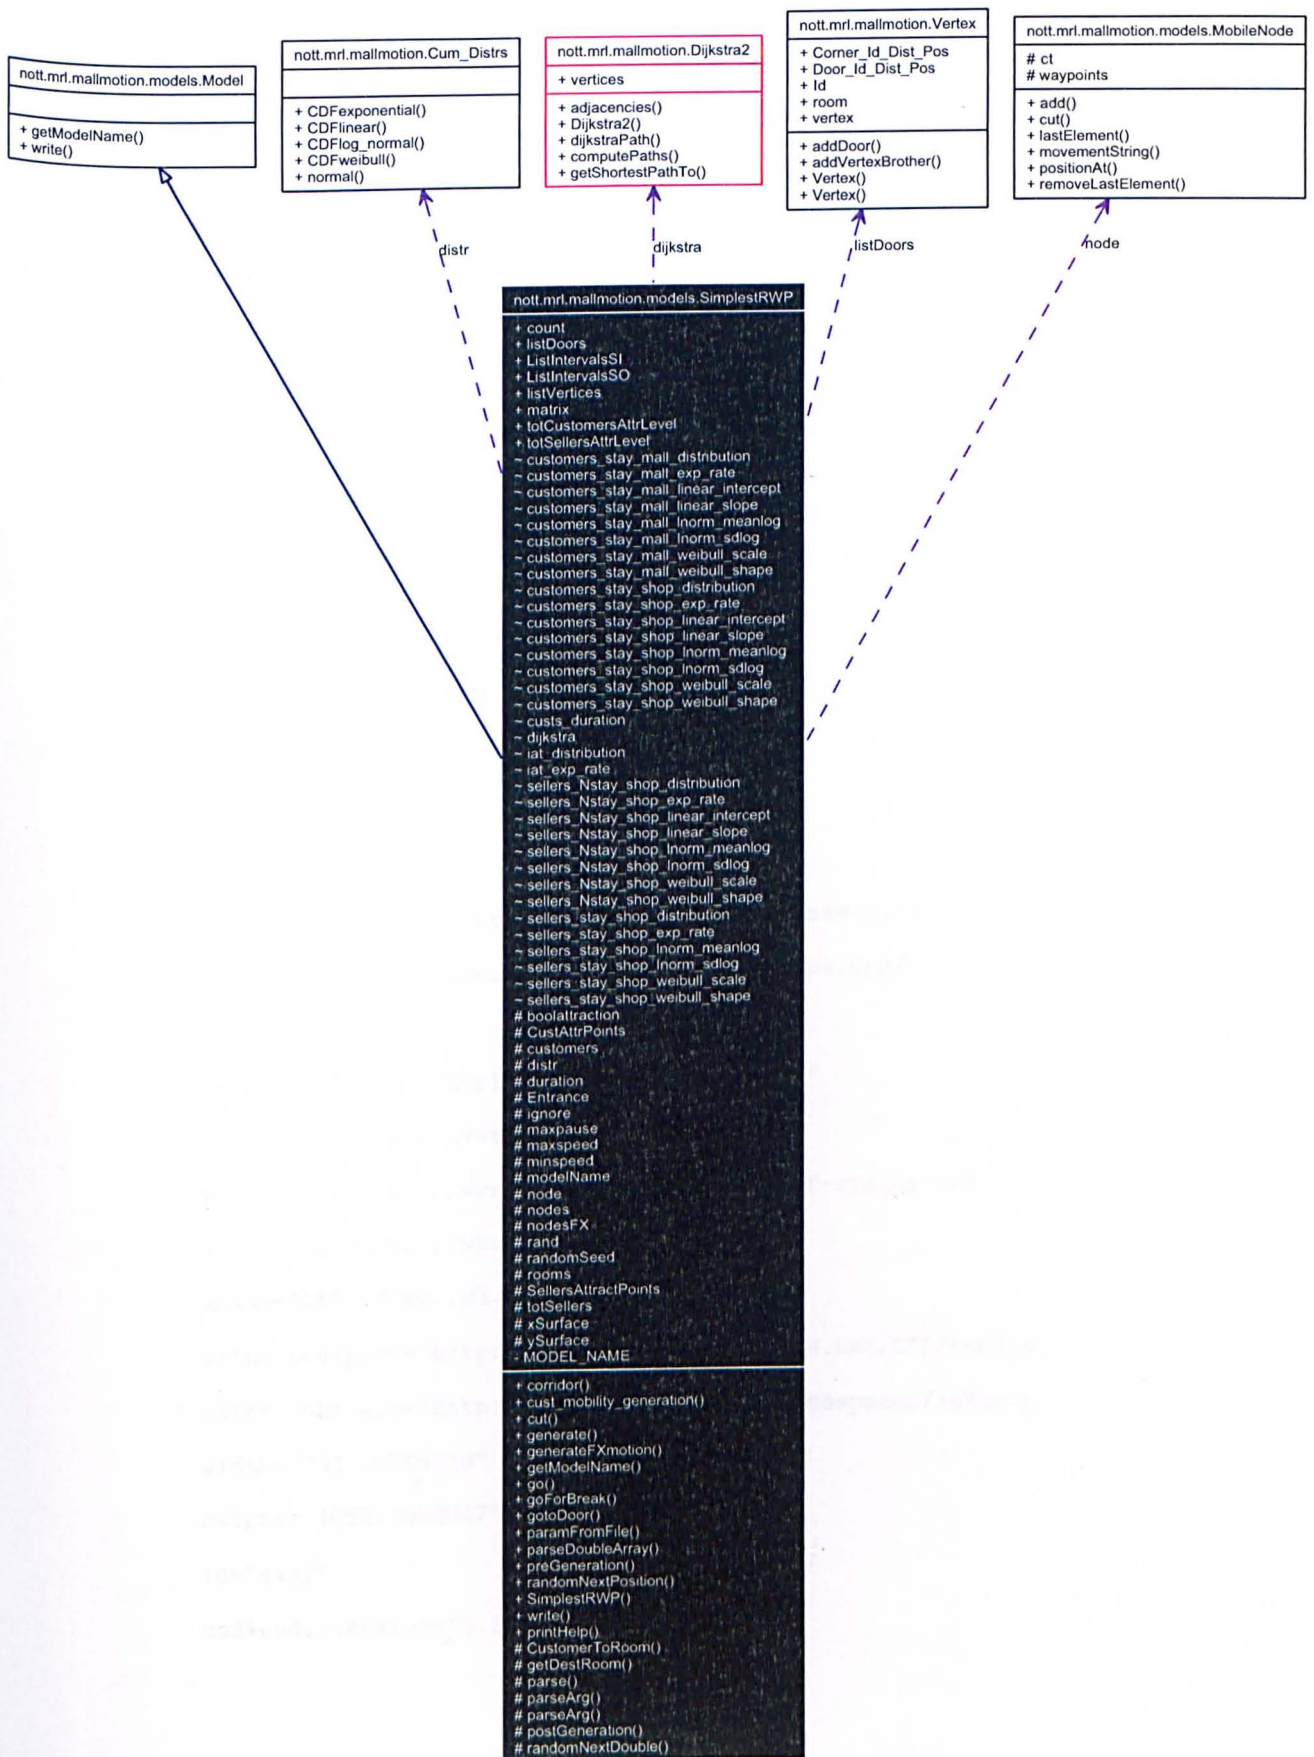 nott.mrl.mallmotion.models.Model
+ getModelName()
+ write()
nott.mrl.mallmotion.Cum_Distrs
+ CDFexponential()
+ CDFlinear()
+ CDFlog_normal()
+ CDFweibull()
+ normal()
nott.mrl.mallmotion.Dijkstra2
+ vertices
+ adjacencies()
+ Dijkstra2()
+ dijkstraPath()
+ computePaths()
+ getShortestPathTo()
nott.mrl.mallmotion.Vertex
+ Corner_Id_Dist_Pos
+ Door_Id_Dist_Pos
+ Id
+ room
+ vertex
+ addDoor()
+ addVertexBrother()
+ Vertex()
+ Vertex()
nott.mrl.mallmotion.models.MobileNode
# ct
# waypoints
+ add()
+ cut()
+ lastElement()
+ movementString()
+ positionAt()
+ removeLastElement()
distr
dijkstra
listDoors
node
nott.mrl.mallmotion.models.SimplestRWP
+ count
+ listDoors
+ ListIntervalsSI
+ ListIntervalsSO
+ listVertices
+ matrix
+ totCustomersAttrLevel
+ totSellersAttrLevel
~ customers_stay_mall_distribution
~ customers_stay_mall_exp_rate
~ customers_stay_mall_linear_intercept
~ customers_stay_mall_linear_slope
~ customers_stay_mall_lnorm_meanlog
~ customers_stay_mall_lnorm_sdlog
~ customers_stay_mall_weibull_scale
~ customers_stay_mall_weibull_shape
~ customers_stay_shop_distribution
~ customers_stay_shop_exp_rate
~ customers_stay_shop_linear_intercept
~ customers_stay_shop_linear_slope
~ customers_stay_shop_lnorm_meanlog
~ customers_stay_shop_lnorm_sdlog
~ customers_stay_shop_weibull_scale
~ customers_stay_shop_weibull_shape
~ custs_duration
~ dijkstra
~ iat_distribution
~ iat_exp_rate
~ sellers_Nstay_shop_distribution
~ sellers_Nstay_shop_exp_rate
~ sellers_Nstay_shop_linear_intercept
~ sellers_Nstay_shop_linear_slope
~ sellers_Nstay_shop_lnorm_meanlog
~ sellers_Nstay_shop_lnorm_sdlog
~ sellers_Nstay_shop_weibull_scale
~ sellers_Nstay_shop_weibull_shape
~ sellers_stay_shop_distribution
~ sellers_stay_shop_exp_rate
~ sellers_stay_shop_lnorm_meanlog
~ sellers_stay_shop_lnorm_sdlog
~ sellers_stay_shop_weibull_scale
~ sellers_stay_shop_weibull_shape
# boolattraction
# CustAttrPoints
# customers
# distr
# duration
# Entrance
# ignore
# maxpause
# maxspeed
# minspeed
# modelName
# node
# nodes
# nodesFX
# rand
# randomSeed
# rooms
# SellersAttractPoints
# totSellers
# xSurface
# ySurface
- MODEL_NAME
+ corridor()
+ cust_mobility_generation()
+ cut()
+ generate()
+ generateFXmotion()
+ getModelName()
+ go()
+ goForBreak()
+ gotoDoor()
+ paramFromFile()
+ parseDoubleArray()
+ preGeneration()
+ randomNextPosition()
+ SimplestRWP()
+ write()
+ printHelp()
# CustomerToRoom()
# getDestRoom()
# parse()
# parseArg()
# parseArg()
# postGeneration()
# randomNextDouble()